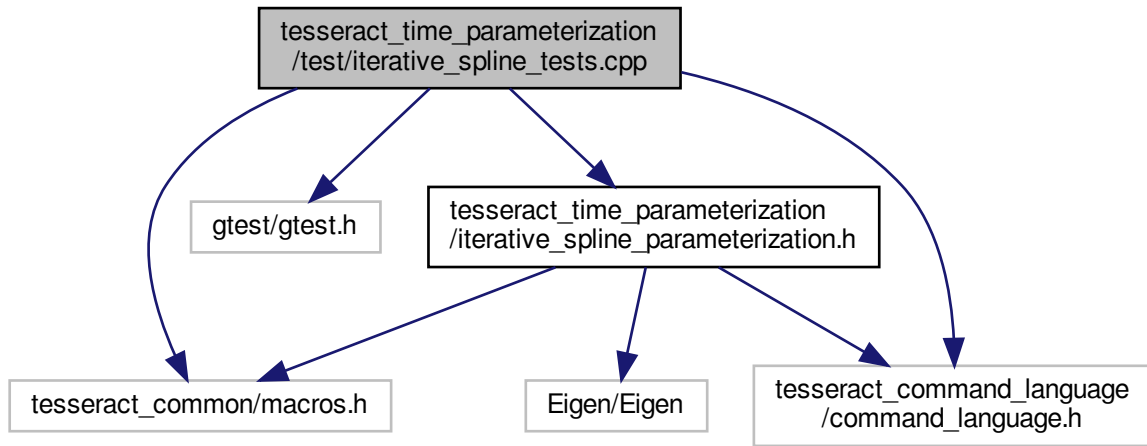 tesseract_time_parameterization
/test/iterative_spline_tests.cpp
gtest/gtest.h
tesseract_time_parameterization
/iterative_spline_parameterization.h
tesseract_common/macros.h
Eigen/Eigen
tesseract_command_language
/command_language.h